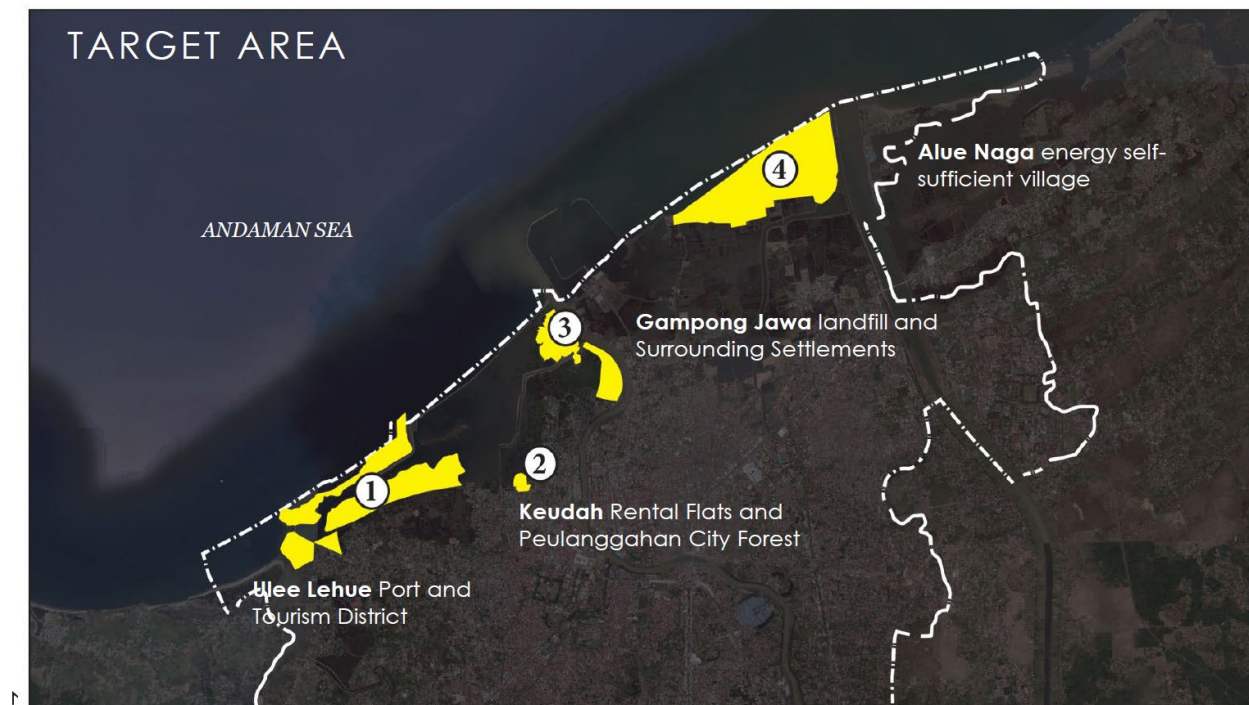 TARGET AREA
ANDAMAN SEA
4
Alue Naga energy self-
sufficient village
3
Gampong Jawa landfill and
Surrounding Settlements
2
Keudah Rental Flats and
Peulanggahan City Forest
1
Ulee Lehue Port and
Tourism District